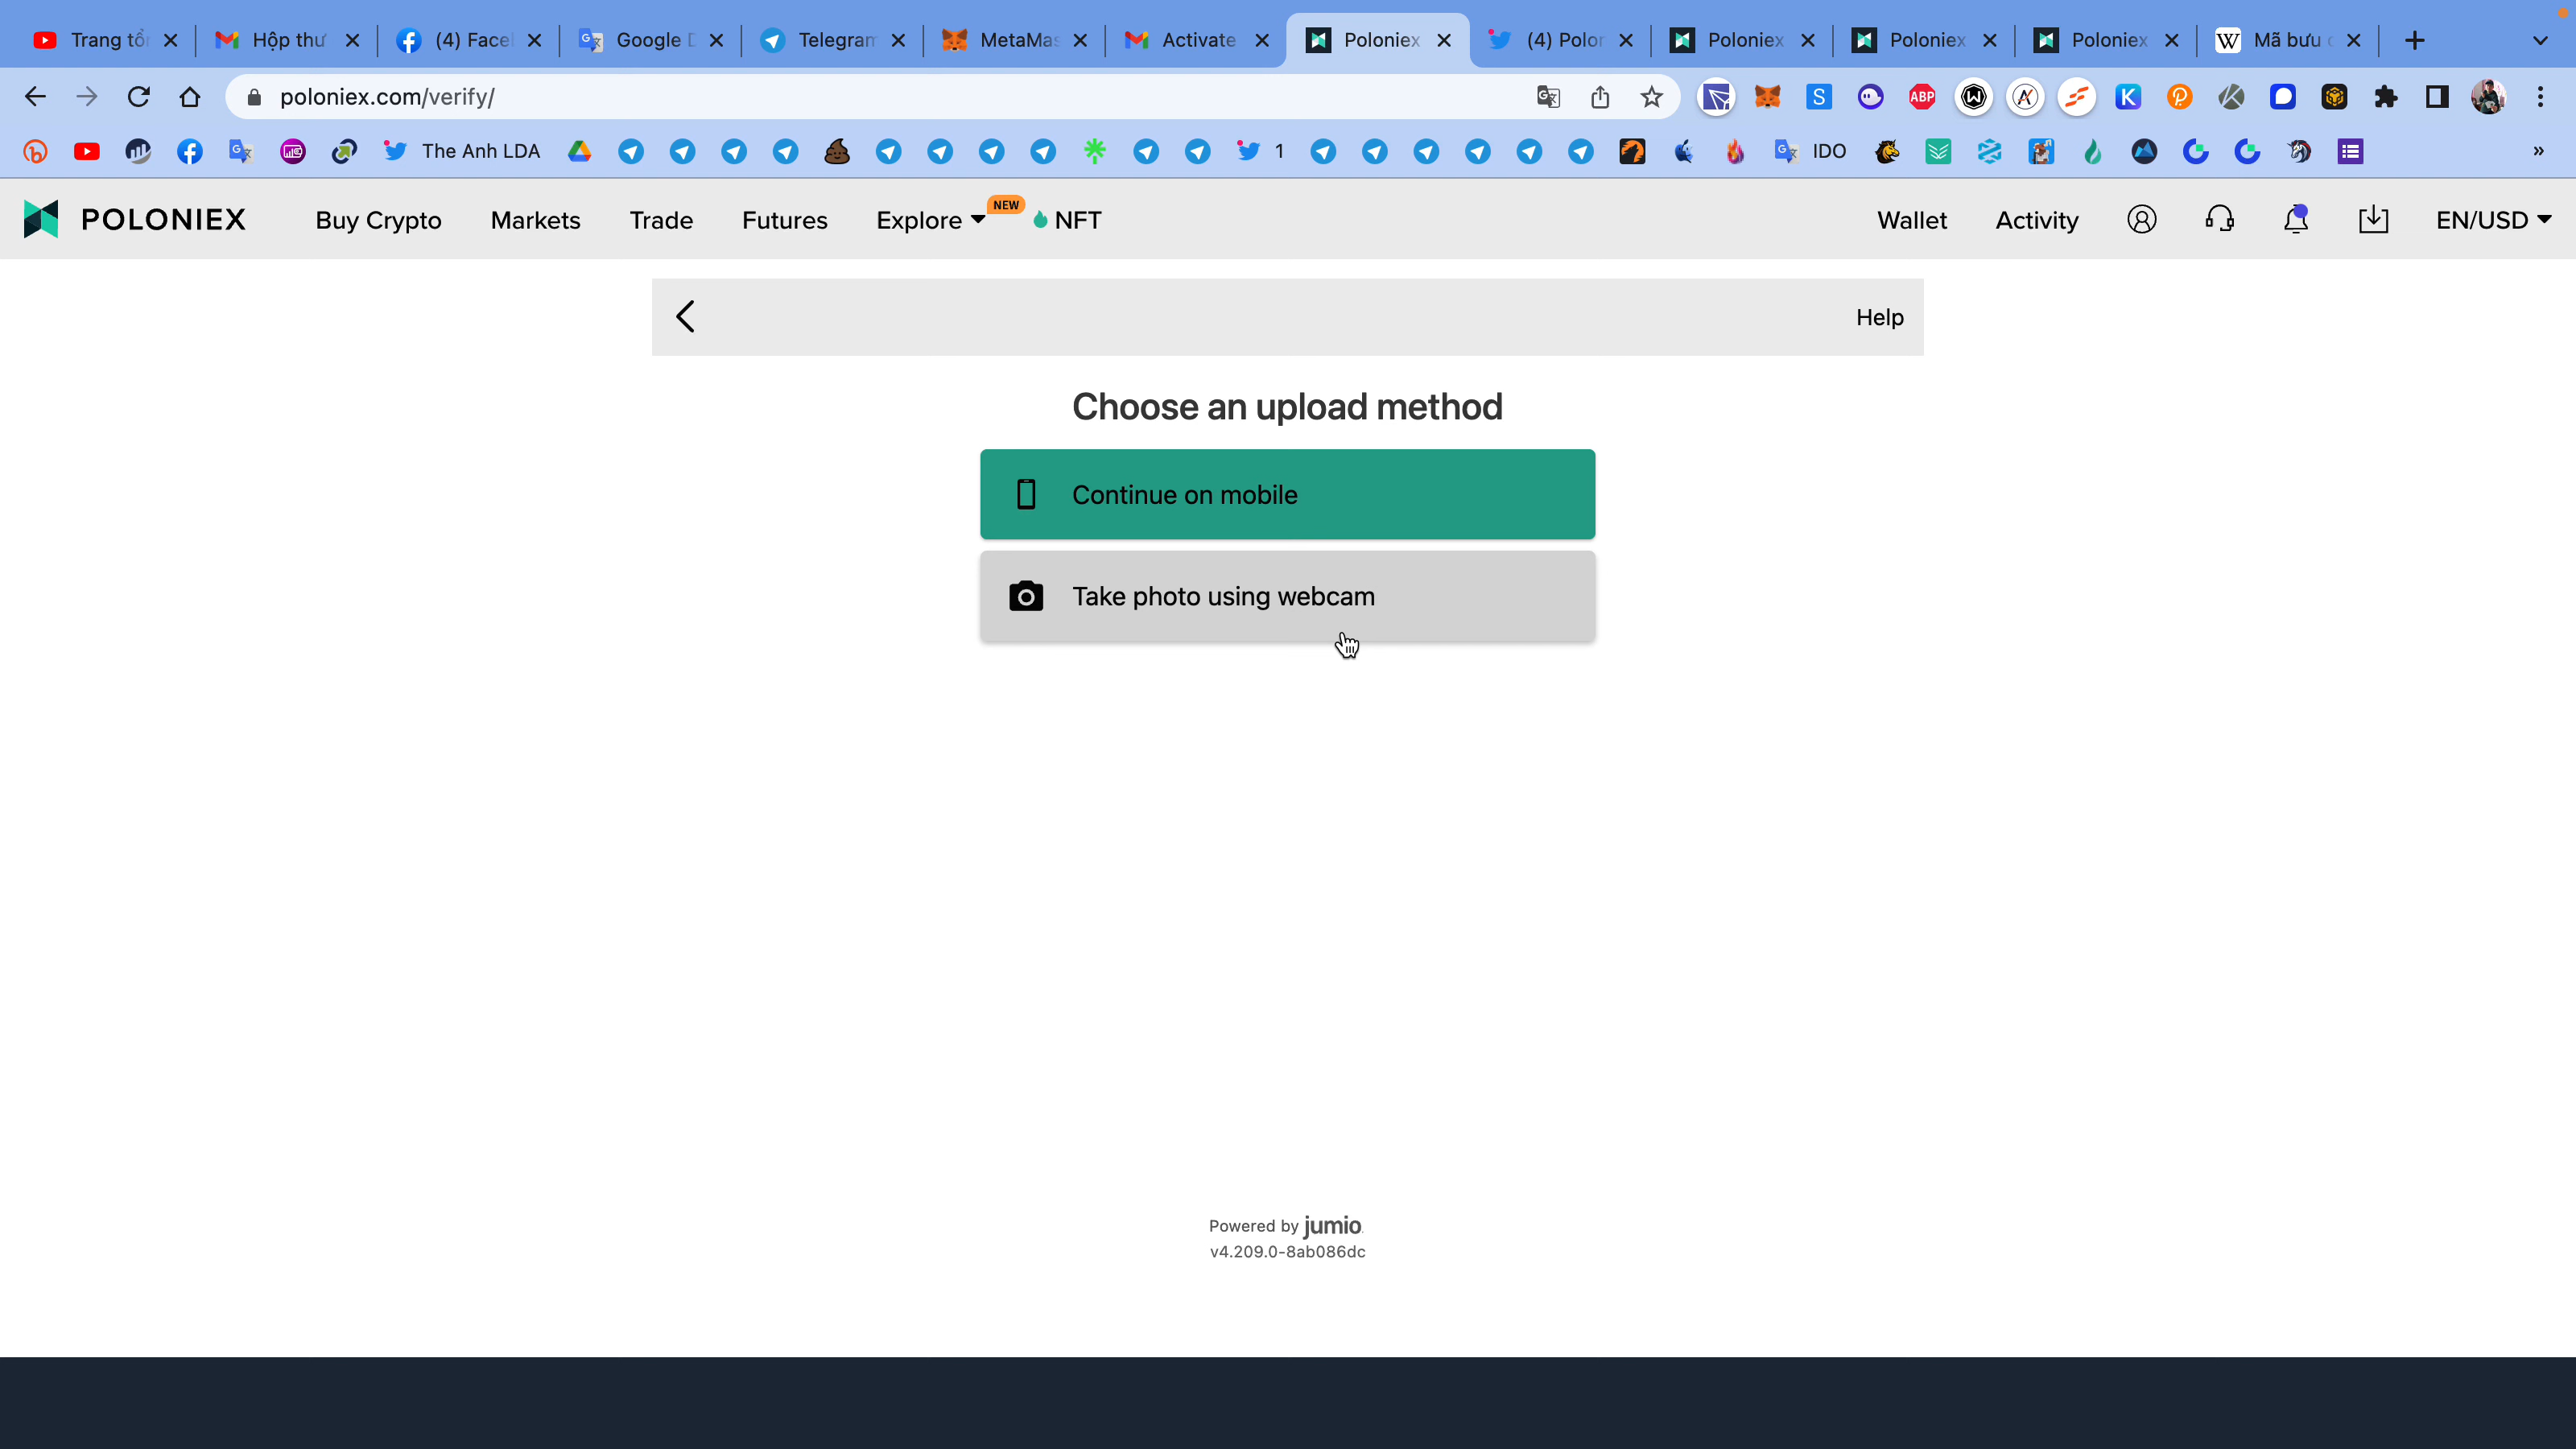 Trang tổ Hộp thư (4) Face Google Telegram MetaMas Activate Poloniex (4) Polor Poloniex Poloniex Poloniex Mã bưu
poloniex.com/verify/
The Anh LDA 1 IDO
POLONIEX Buy Crypto Markets Trade Futures Explore NEW NFT Wallet Activity EN/USD
Help
Choose an upload method
Continue on mobile
Take photo using webcam
Powered by jumio
v4.209.0-8ab086dc